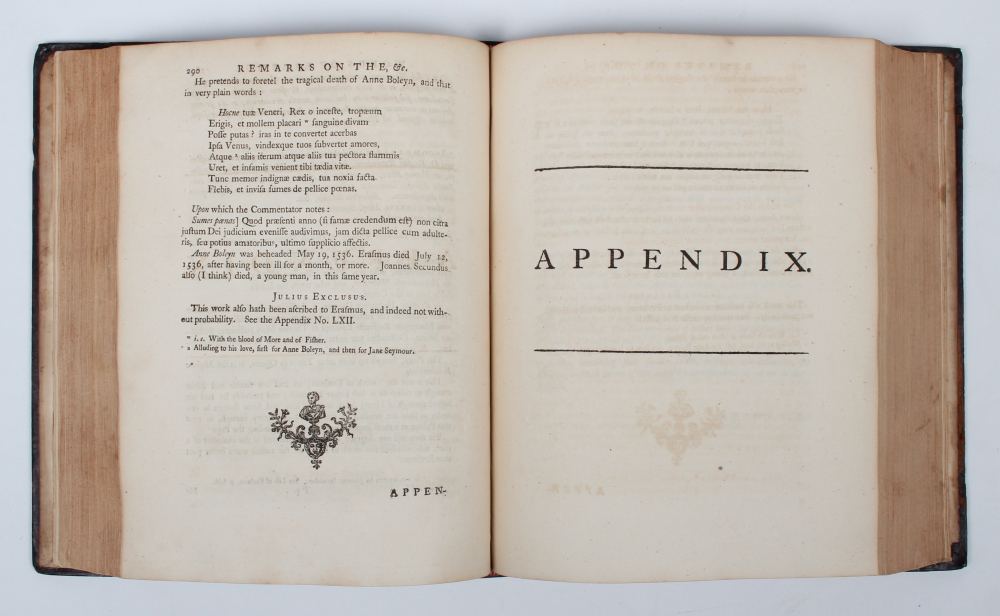 290 REMARKS ON THE, &c.
He pretends to foretel the tragical death of Anne Boleyn, and that
in very plain words :
Hocne tuæ Veneri, Rex o inceſte, tropæum
Erigis, et mollem placari ſanguine divam
Poſſe putas? iras in te convertet acerbas
Ipſa Venus, vindexque tuos ſubvertet amores,
Atque aliis iterum atque aliis tua pectora flammis
Uret, et infamis venient tibi tædia vitæ.
Tunc memor indignæ cædis, tua noxia facta
Flebis, et inviſa ſumes de pellice pœnas.
Upon which the Commentator notes :
Sumes pœnas] Quod præſenti anno (ſi famæ credendum eſt) non citra
juſtum Dei judicium eveniſſe audivimus, jam dicta pellice cum adulte-
ris, ſeu potius amatoribus, ultimo ſupplicio affectis.
Anne Boleyn was beheaded May 19, 1536. Eraſmus died July 12,
1536, after having been ill for a month, or more. Joannes Secundus
alſo (I think) died, a young man, in this ſame year.
JULIUS EXCLUSUS.
This work alſo hath been aſcribed to Eraſmus, and indeed not with-
out probability. See the Appendix No. LXII.
i. e. With the blood of More and of Fiſher.
Alluding to his love, firſt for Anne Boleyn, and then for Jane Seymour.
APPEN-
APPENDIX.